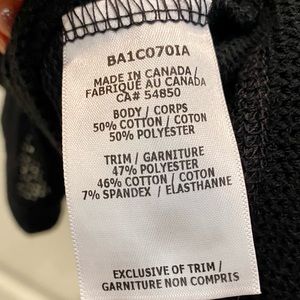 BA1C070IA
MADE IN CANADA /
FABRIQUÉ AU CANADA
CA# 54850
BODY / CORPS
50% COTTON / COTON
50% POLYESTER
TRIM / GARNITURE
47% POLYESTER
46% COTTON / COTON
7% SPANDEX / ELASTHANNE
EXCLUSIVE OF TRIM /
GARNITURE NON COMPRIS